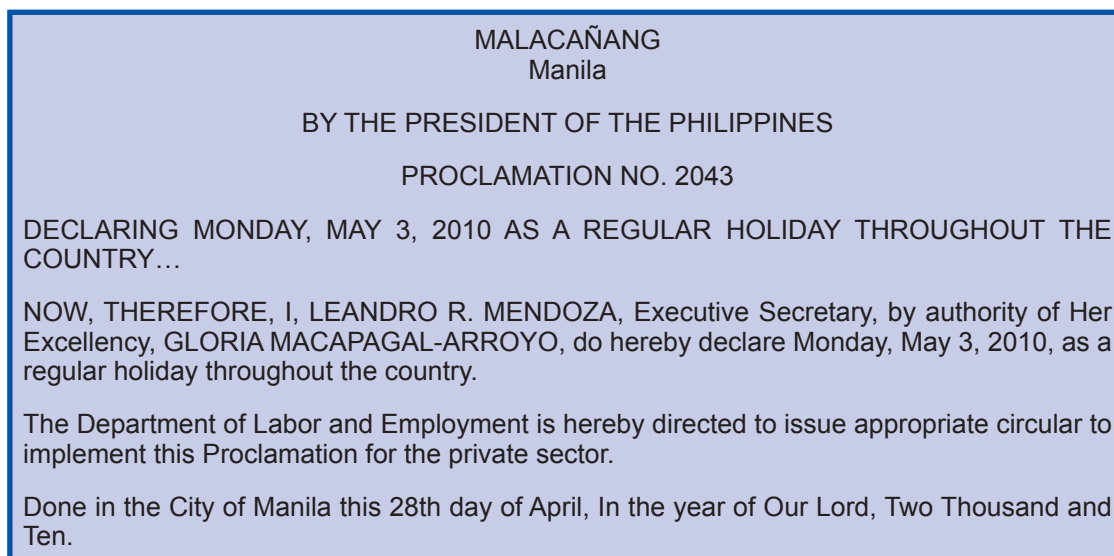 MALACAÑANG
Manila
BY THE PRESIDENT OF THE PHILIPPINES
PROCLAMATION NO. 2043
DECLARING MONDAY, MAY 3, 2010 AS A REGULAR HOLIDAY THROUGHOUT THE
COUNTRY…
NOW, THEREFORE, I, LEANDRO R. MENDOZA, Executive Secretary, by authority of Her
Excellency, GLORIA MACAPAGAL-ARROYO, do hereby declare Monday, May 3, 2010, as a
regular holiday throughout the country.
The Department of Labor and Employment is hereby directed to issue appropriate circular to
implement this Proclamation for the private sector.
Done in the City of Manila this 28th day of April, In the year of Our Lord, Two Thousand and
Ten.